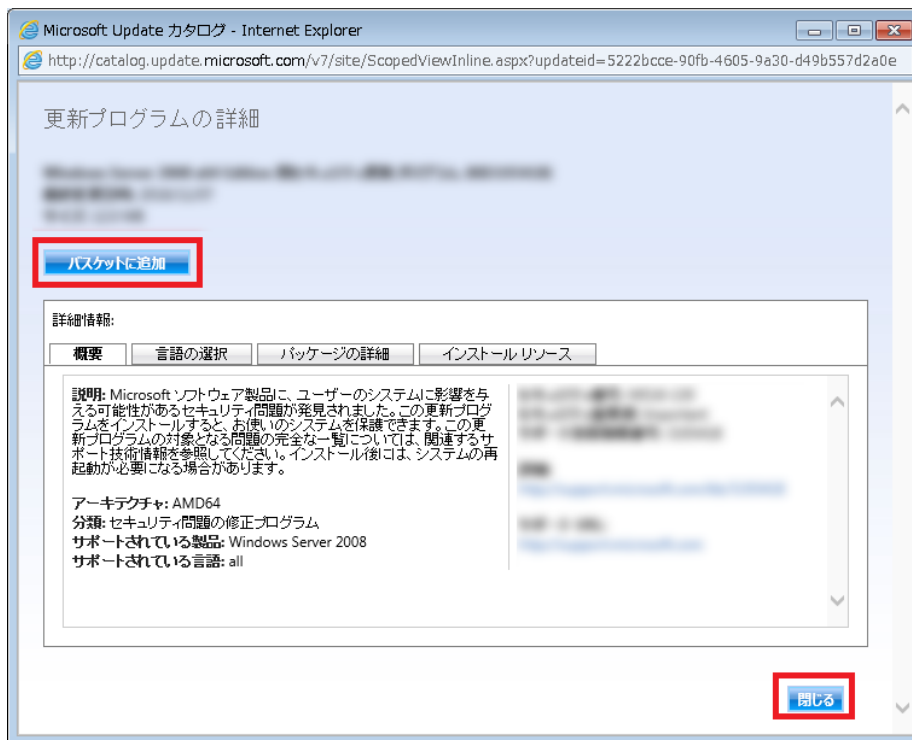 Microsoft Update カタログ - Internet Explorer
http://catalog.update.microsoft.com/v7/site/ScopedViewInline.aspx?updateid=5222bcce-90fb-4605-9a30-d49b557d2a0e
更新プログラムの詳細
バスケットに追加
詳細情報:
概要 言語の選択 パッケージの詳細 インストール リソース
説明: Microsoft ソフトウェア製品に、ユーザーのシステムに影響を与
える可能性があるセキュリティ問題が発見されました。この更新プログ
ラムをインストールすると、お使いのシステムを保護できます。この更
新プログラムの対象となる問題の完全な一覧については、関連するサ
ポート技術情報を参照してください。インストール後には、システムの再
起動が必要になる場合があります。
アーキテクチャ: AMD64
分類: セキュリティ問題の修正プログラム
サポートされている製品: Windows Server 2008
サポートされている言語: all
閉じる